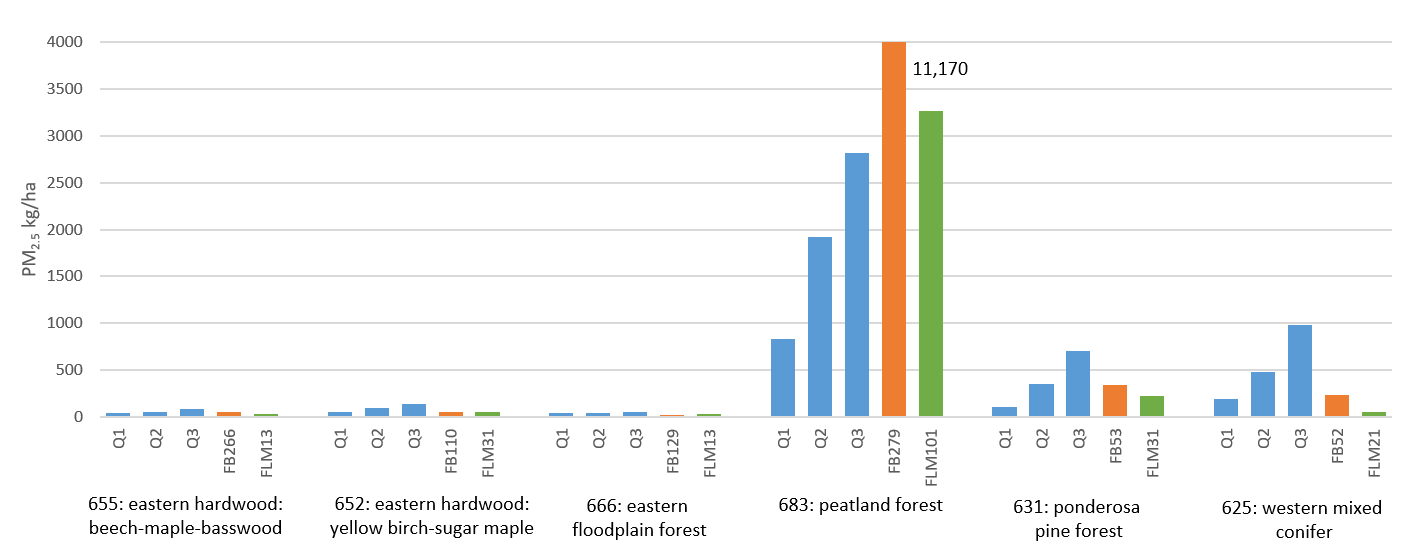 4000
3500
3000
2500
2000
1500
1000
500
0
PM2.5 kg/ha
11,170
Q1
Q2
Q3
FB266
FLM13
Q1
Q2
Q3
FB110
FLM31
Q1
Q2
Q3
FB129
FLM13
Q1
Q2
Q3
FB279
FLM101
Q1
Q2
Q3
FB53
FLM31
Q1
Q2
Q3
FB52
FLM21
655: eastern hardwood:
beech-maple-basswood
652: eastern hardwood:
yellow birch-sugar maple
666: eastern
floodplain forest
683: peatland forest
631: ponderosa
pine forest
625: western mixed
conifer